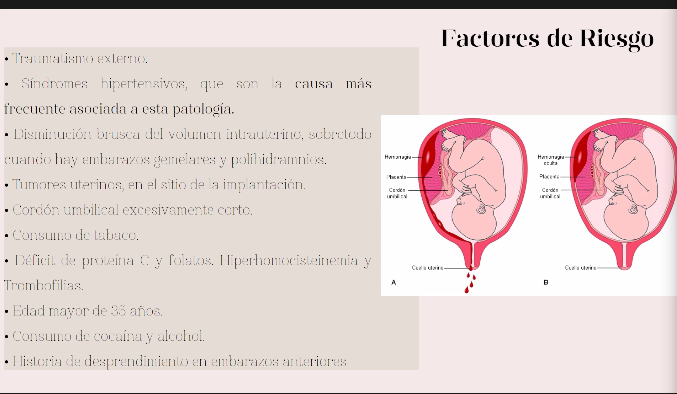 Factores de Riesgo
• Traumatismo externo.
• Síndromes hipertensivos, que son la causa más
frecuente asociada a esta patología.
• Disminución brusca del volumen intrauterino, sobretodo
cuando hay embarazos gemelares y polihidramnios.
• Tumores uterinos, en el sitio de la implantación.
• Cordón umbilical excesivamente corto.
• Consumo de tabaco.
• Déficit de proteína C y folatos. Hiperhomocisteinemia y
Trombofilias.
• Edad mayor de 35 años.
• Consumo de cocaína y alcohol.
• Historia de desprendimiento en embarazos anteriores
Hemorragia
Placenta
Cordón
umbilical
Cuello uterino
A
Hemorragia
oculta
Placenta
Cordón
umbilical
Cuello uterino
B